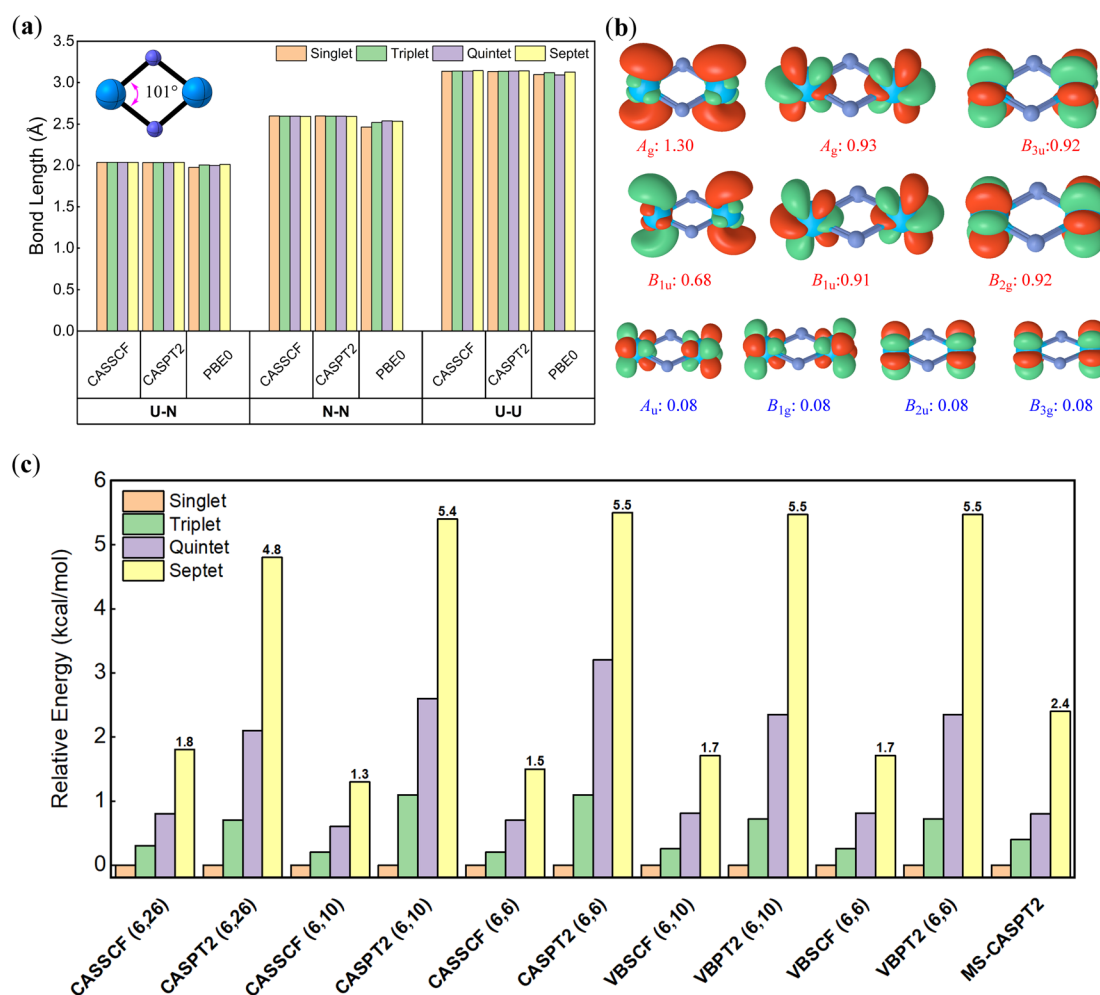 (a)
3.5
3.0
2.5
2.0
1.5
1.0
0.5
0.0
Bond Length (Å)
101°
Singlet Triplet Quintet Septet
CASSCF CASPT2 PBE0 CASSCF CASPT2 PBE0 CASSCF CASPT2 PBE0
U-N N-N U-U
(b)
Ag: 1.30 Ag: 0.93 B3u:0.92
B1u: 0.68 B1u:0.91 B2g: 0.92
Au: 0.08 B1g: 0.08 B2u: 0.08 B3g: 0.08
(c)
6
5
4
3
2
1
0
Relative Energy (kcal/mol)
Singlet
Triplet
Quintet
Septet
1.8 4.8 1.3 5.4 1.5 5.5 1.7 5.5 1.7 5.5 2.4
CASSCF (6,26)
CASPT2 (6,26)
CASSCF (6,10)
CASPT2 (6,10)
CASSCF (6,6)
CASPT2 (6,6)
VBSCF (6,10)
VBPT2 (6,10)
VBSCF (6,6)
VBPT2 (6,6)
MS-CASPT2